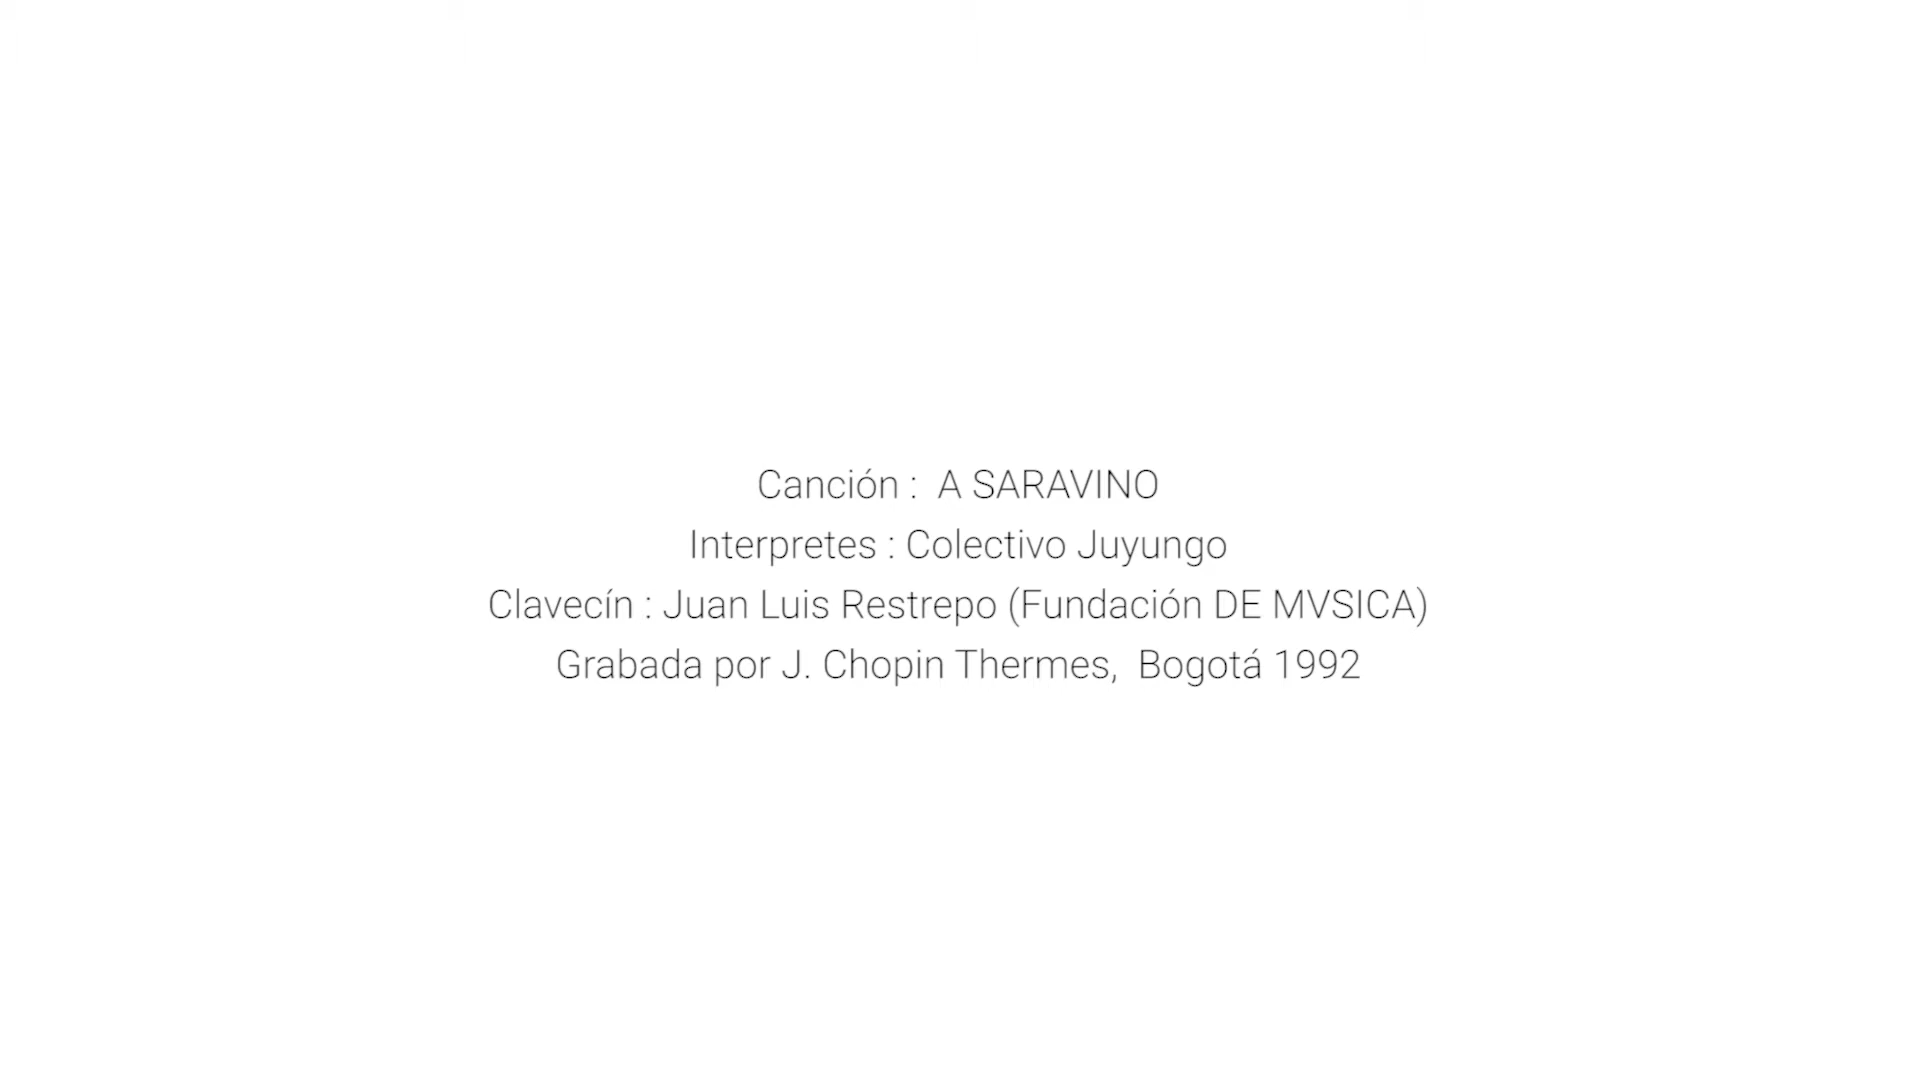 Canción :  A SARAVINO
Interpretes : Colectivo Juyungo
Clavecín : Juan Luis Restrepo (Fundación DE MVSICA)
Grabada por J. Chopin Thermes,  Bogotá 1992